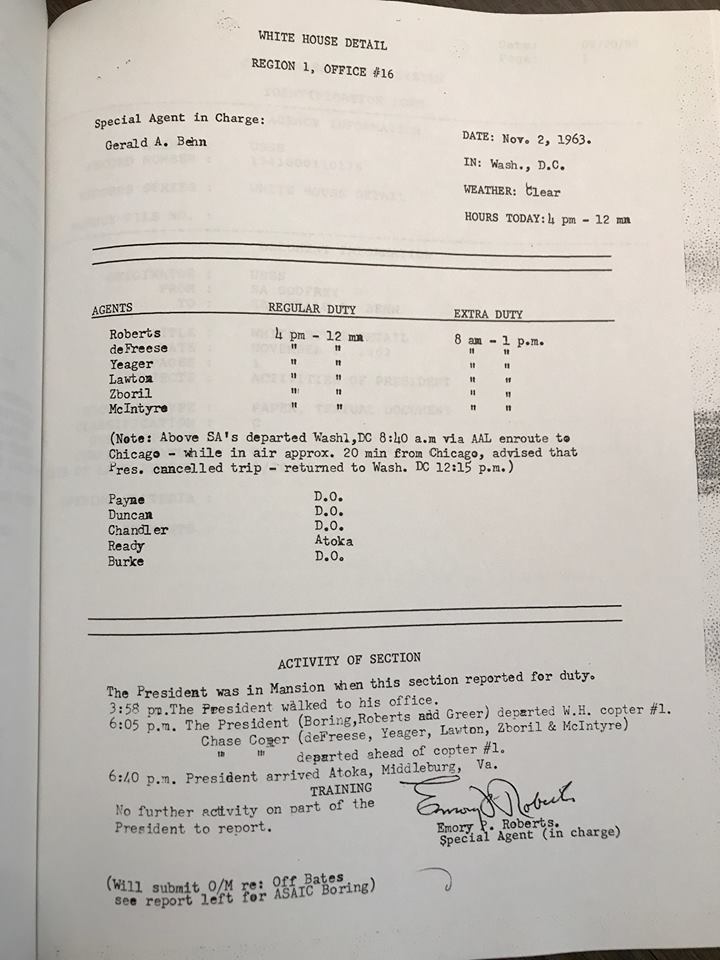 WHITE HOUSE DETAIL
REGION 1, OFFICE #16
Special Agent in Charge:
Gerald A. Behn
DATE: Nov. 2, 1963.
IN: Wash., D.C.
WEATHER: Clear
HOURS TODAY: 4 pm - 12 mn
AGENTS REGULAR DUTY EXTRA DUTY
Roberts 4 pm - 12 mn 8 am - 1 p.m.
deFreese " " " "
Yeager " " " "
Lawton " " " "
Zboril " " " "
McIntyre " " " "
(Note: Above SA's departed Wash1,DC 8:40 a.m via AAL enroute to
Chicago - while in air approx. 20 min from Chicago, advised that
Pres. cancelled trip - returned to Wash. DC 12:15 p.m.)
Payne D.O.
Duncan D.O.
Chandler D.O.
Ready Atoka
Burke D.O.
ACTIVITY OF SECTION
The President was in Mansion when this section reported for duty.
3:58 pm.The President walked to his office.
6:05 p.m. The President (Boring,Roberts and Greer) departed W.H. copter #1.
Chase (deFreese, Yeager, Lawton, Zboril & McIntyre)
" " departed ahead of copter #1.
6:40 p.m. President arrived Atoka, Middleburg, Va.
TRAINING
No further activity on part of the
President to report.
Emory P. Roberts
Emory P. Roberts.
Special Agent (in charge)
(Will submit O/M re: Off Bates
see report left for ASAIC Boring)